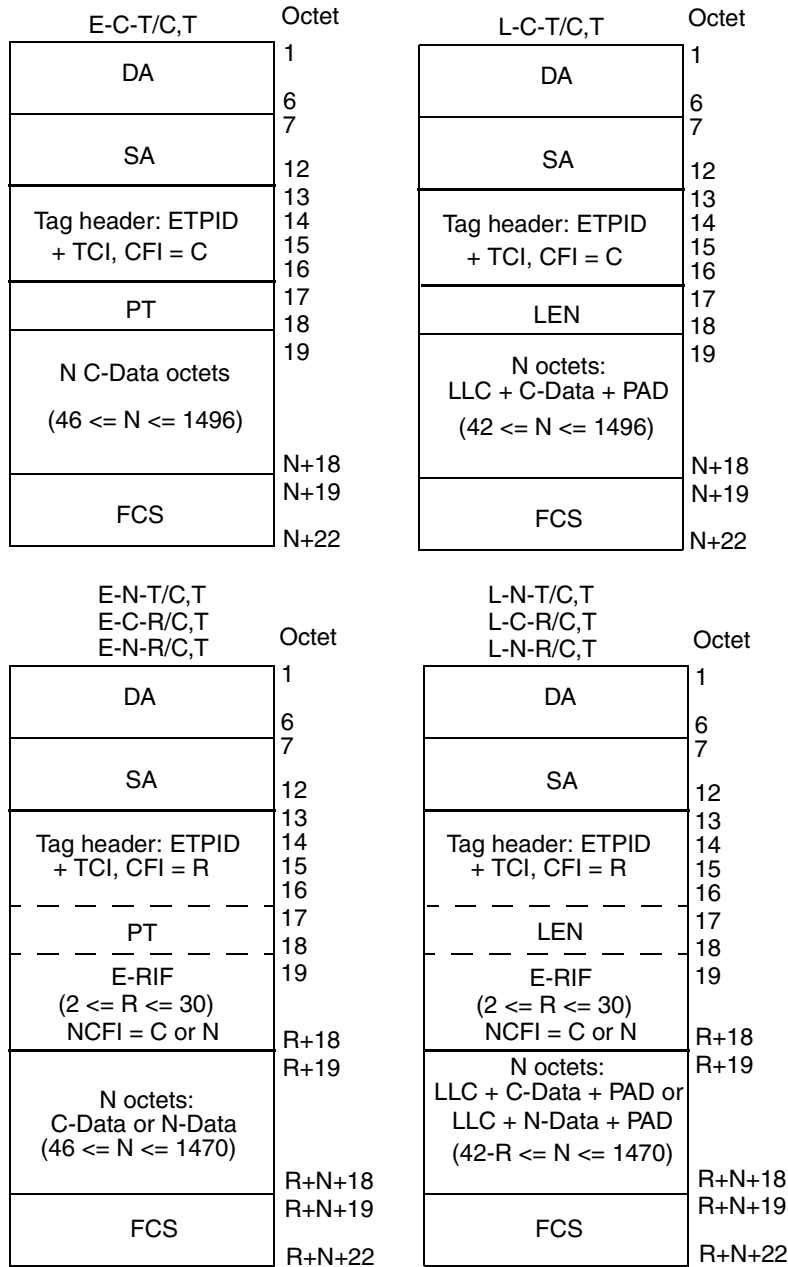 E-C-T/C,T
Octet
DA
1
6
SA
7
12
Tag header: ETPID
+ TCI, CFI = C
13
14
15
16
PT
17
18
N C-Data octets
(46 <= N <= 1496)
19
N+18
FCS
N+19
N+22
L-C-T/C,T
Octet
DA
1
6
SA
7
12
Tag header: ETPID
+ TCI, CFI = C
13
14
15
16
LEN
17
18
N octets:
LLC + C-Data + PAD
(42 <= N <= 1496)
19
N+18
FCS
N+19
N+22
E-N-T/C,T
E-C-R/C,T
E-N-R/C,T
Octet
DA
1
6
SA
7
12
Tag header: ETPID
+ TCI, CFI = R
13
14
15
16
PT
17
18
E-RIF
(2 <= R <= 30)
NCFI = C or N
19
R+18
N octets:
C-Data or N-Data
(46 <= N <= 1470)
R+19
R+N+18
FCS
R+N+19
R+N+22
L-N-T/C,T
L-C-R/C,T
L-N-R/C,T
Octet
DA
1
6
SA
7
12
Tag header: ETPID
+ TCI, CFI = R
13
14
15
16
LEN
17
18
E-RIF
(2 <= R <= 30)
NCFI = C or N
19
R+18
N octets:
LLC + C-Data + PAD or
LLC + N-Data + PAD
(42-R <= N <= 1470)
R+19
R+N+18
FCS
R+N+19
R+N+22